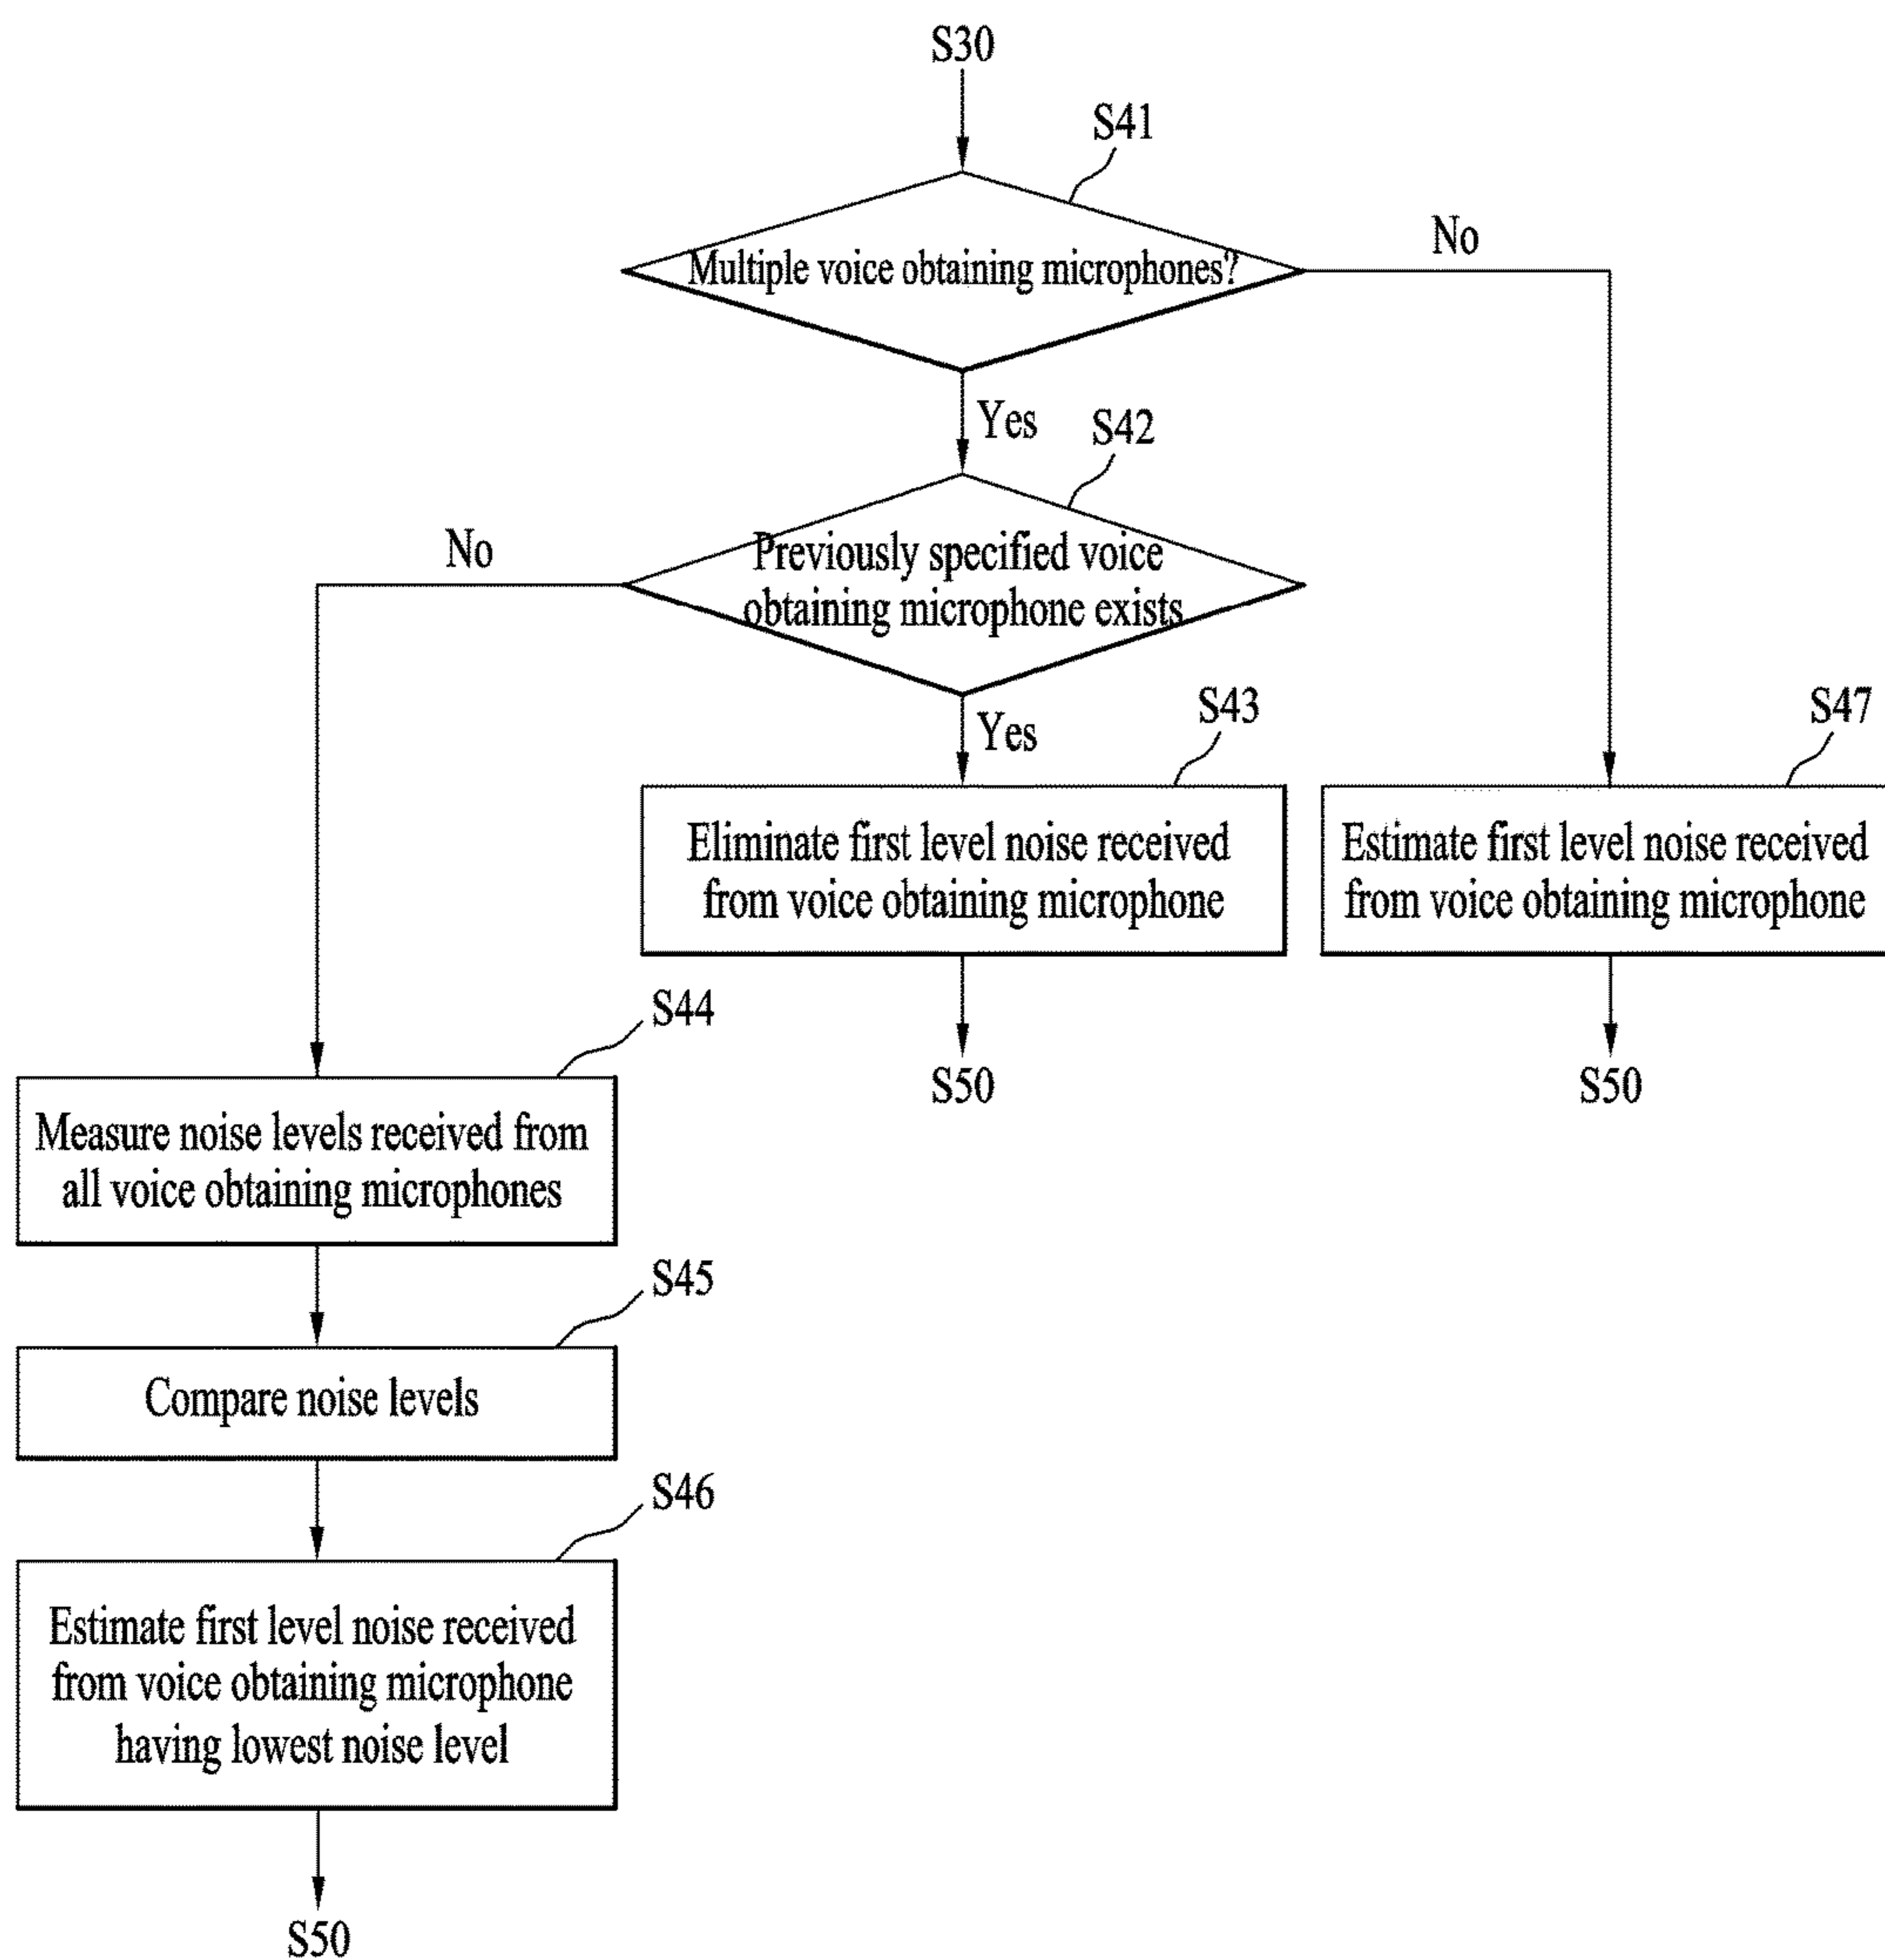 S30
S41
Multiple voice obtaining microphones?
No
Yes
S42
No
Previously specified voice
obtaining microphone exists
Yes
S43
S47
Eliminate first level noise received
from voice obtaining microphone
Estimate first level noise received
from voice obtaining microphone
S50
S50
S44
Measure noise levels received from
all voice obtaining microphones
S45
Compare noise levels
S46
Estimate first level noise received
from voice obtaining microphone
having lowest noise level
S50